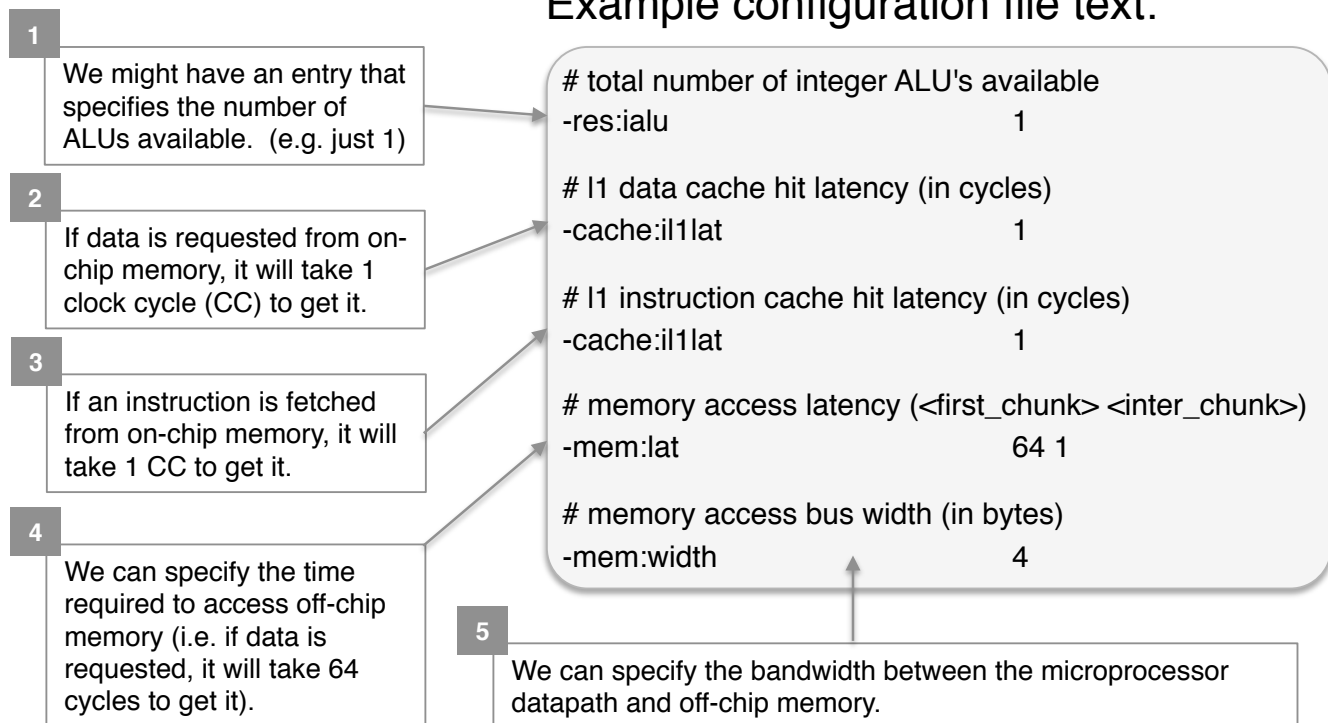 Example configuration file text:
1
We might have an entry that
specifies the number of
ALUs available. (e.g. just 1)
2
If data is requested from on-
chip memory, it will take 1
clock cycle (CC) to get it.
3
If an instruction is fetched
from on-chip memory, it will
take 1 CC to get it.
4
We can specify the time
required to access off-chip
memory (i.e. if data is
requested, it will take 64
cycles to get it).
# total number of integer ALU's available
-res:ialu 1
# l1 data cache hit latency (in cycles)
-cache:il1lat 1
# l1 instruction cache hit latency (in cycles)
-cache:il1lat 1
# memory access latency (<first_chunk> <inter_chunk>)
-mem:lat 64 1
# memory access bus width (in bytes)
-mem:width 4
5
We can specify the bandwidth between the microprocessor
datapath and off-chip memory.